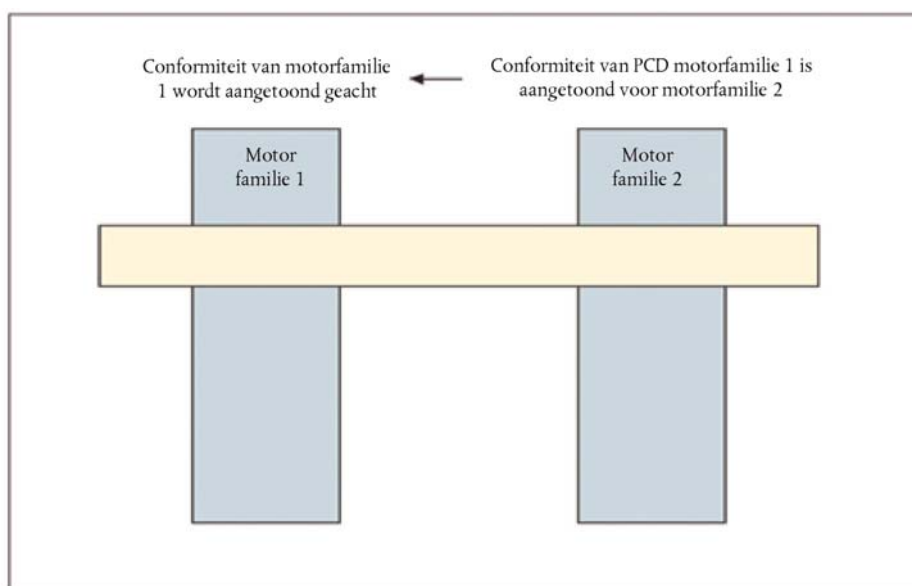 Conformiteit van motorfamilie
1 wordt aangetoond geacht
Conformiteit van PCD motorfamilie 1 is
aangetoond voor motorfamilie 2
Motor
familie 1
Motor
familie 2